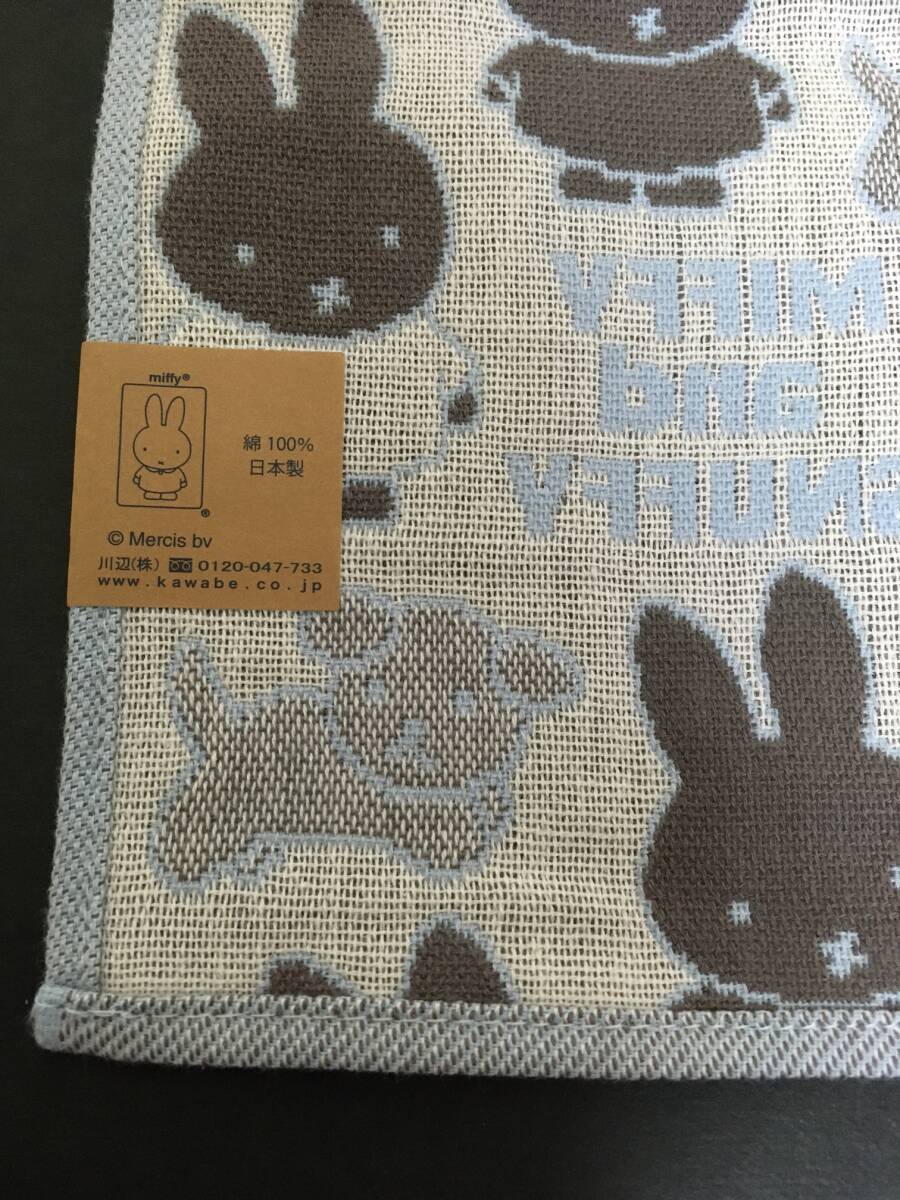 MIFFY
and
SNUFFY
miffy®
綿 100%
日本製
®
© Mercis bv
川辺(株) 0120-047-733
www.kawabe.co.jp